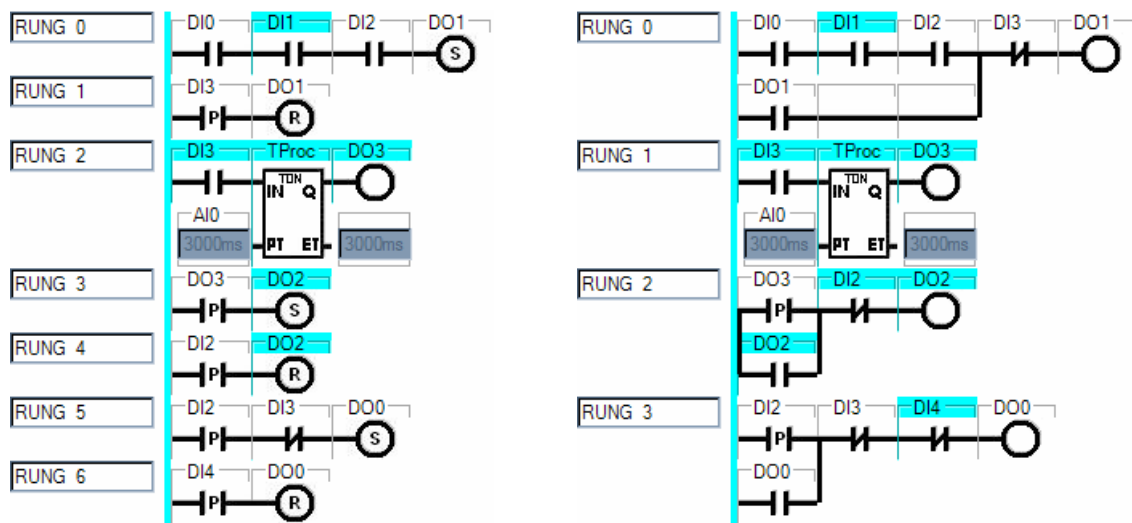 RUNG 0
DI0 DI1 DI2 DO1
S
RUNG 1
DI3 DO1
P R
RUNG 2
DI3 TProc DO3
TON
IN Q
AI0
3000ms PT ET 3000ms
RUNG 3
DO3 DO2
P S
RUNG 4
DI2 DO2
P R
RUNG 5
DI2 DI3 DO0
P S
RUNG 6
DI4 DO0
P R
RUNG 0
DI0 DI1 DI2 DI3 DO1
DO1
RUNG 1
DI3 TProc DO3
TON
IN Q
AI0
3000ms PT ET 3000ms
RUNG 2
DO3 DI2 DO2
P
DO2
RUNG 3
DI2 DI3 DI4 DO0
P
DO0